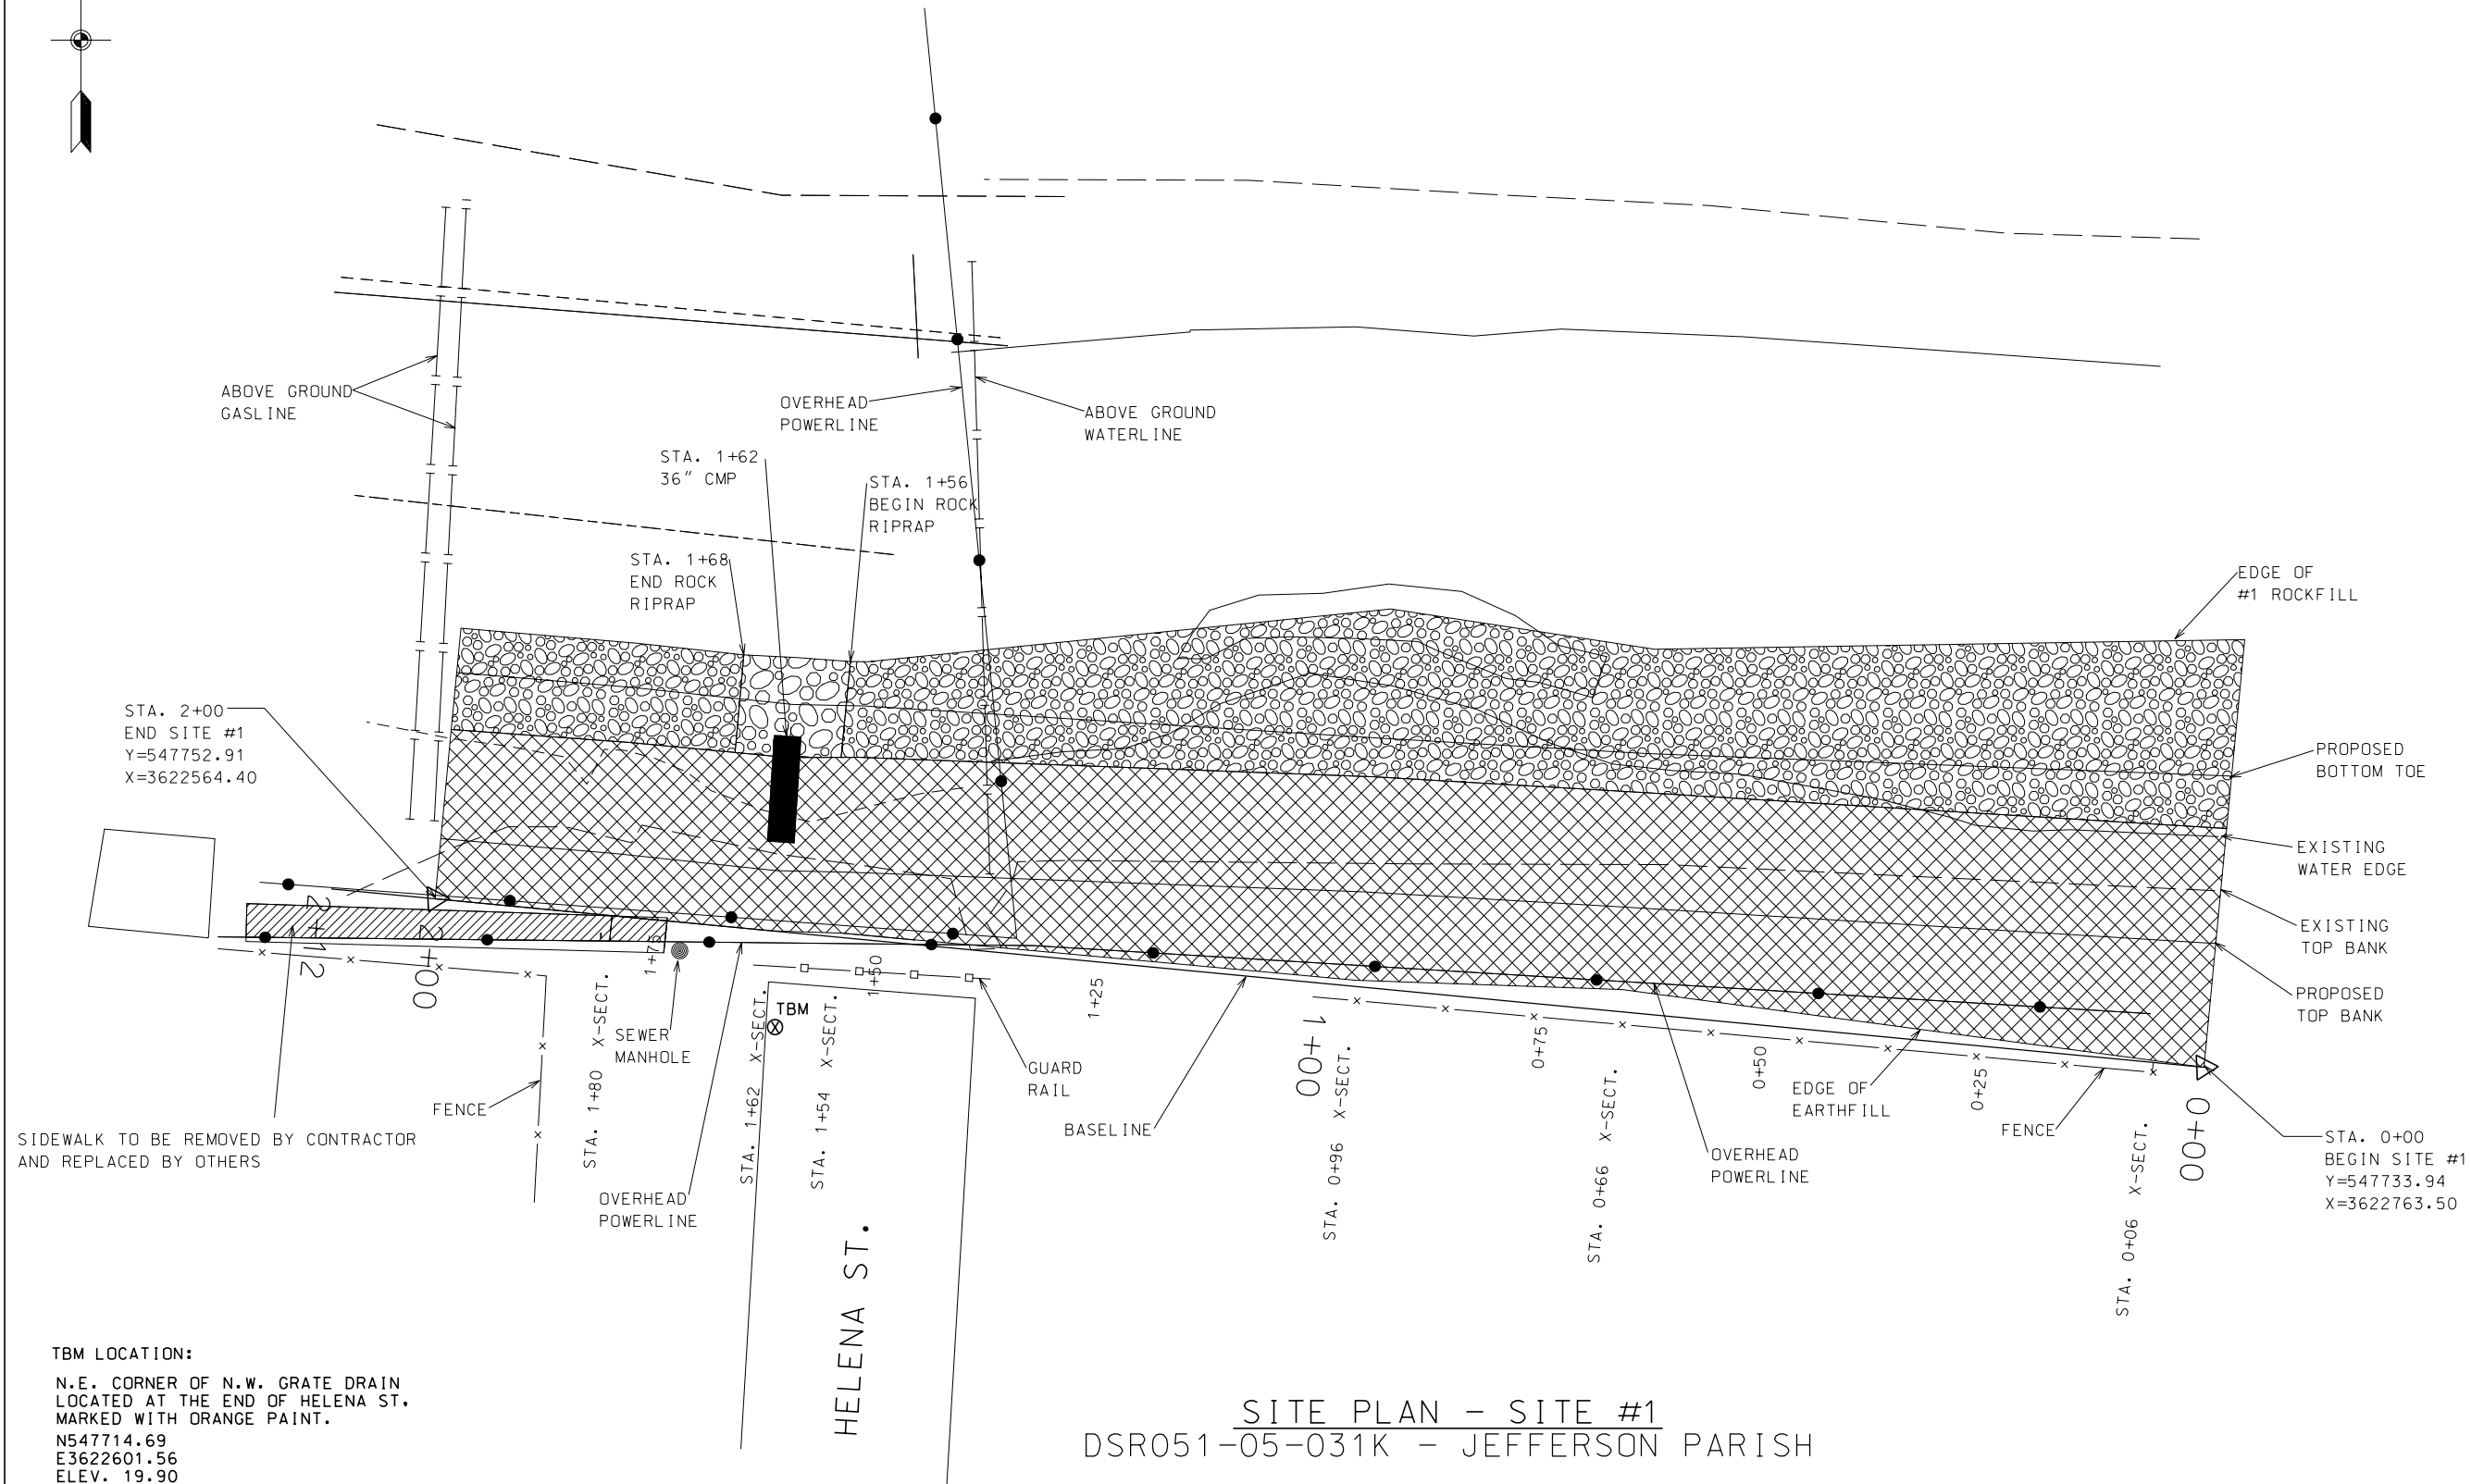 ABOVE GROUND
GASLINE
OVERHEAD
POWERLINE
ABOVE GROUND
WATERLINE
STA. 1+62
36" CMP
STA. 1+56
BEGIN ROCK
RIPRAP
STA. 1+68
END ROCK
RIPRAP
EDGE OF
#1 ROCKFILL
STA. 2+00
END SITE #1
Y=547752.91
X=3622564.40
PROPOSED
BOTTOM TOE
EXISTING
WATER EDGE
EXISTING
TOP BANK
PROPOSED
TOP BANK
2+12
2+00
1+75
1+50
1+25
1+00
0+75
0+50
0+25
0+00
TBM
SEWER
MANHOLE
GUARD
RAIL
FENCE
BASELINE
EDGE OF
EARTHFILL
FENCE
SIDEWALK TO BE REMOVED BY CONTRACTOR
AND REPLACED BY OTHERS
OVERHEAD
POWERLINE
OVERHEAD
POWERLINE
STA. 1+80 X-SECT.
STA. 1+62 X-SECT.
STA. 1+54 X-SECT.
STA. 0+96 X-SECT.
STA. 0+66 X-SECT.
STA. 0+06 X-SECT.
STA. 0+00
BEGIN SITE #1
Y=547733.94
X=3622763.50
HELENA ST.
TBM LOCATION:
N.E. CORNER OF N.W. GRATE DRAIN
LOCATED AT THE END OF HELENA ST.
MARKED WITH ORANGE PAINT.
N547714.69
E3622601.56
ELEV. 19.90
SITE PLAN - SITE #1
DSR051-05-031K - JEFFERSON PARISH